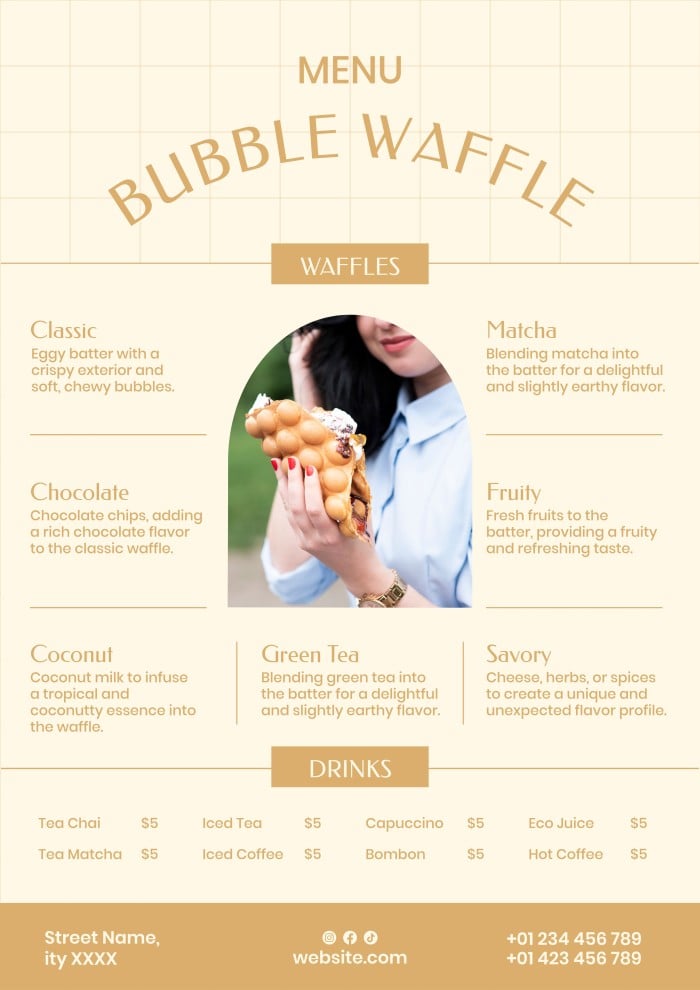 MENU
BUBBLE WAFFLE
WAFFLES
Classic
Eggy batter with a
crispy exterior and
soft, chewy bubbles.
Matcha
Blending matcha into
the batter for a delightful
and slightly earthy flavor.
Chocolate
Chocolate chips, adding
a rich chocolate flavor
to the classic waffle.
Fruity
Fresh fruits to the
batter, providing a fruity
and refreshing taste.
Coconut
Coconut milk to infuse
a tropical and
coconutty essence into
the waffle.
Green Tea
Blending green tea into
the batter for a delightful
and slightly earthy flavor.
Savory
Cheese, herbs, or spices
to create a unique and
unexpected flavor profile.
DRINKS
Tea Chai $5 Iced Tea $5 Capuccino $5 Eco Juice $5
Tea Matcha $5 Iced Coffee $5 Bombon $5 Hot Coffee $5
Street Name,
ity XXXX
website.com
+01 234 456 789
+01 423 456 789